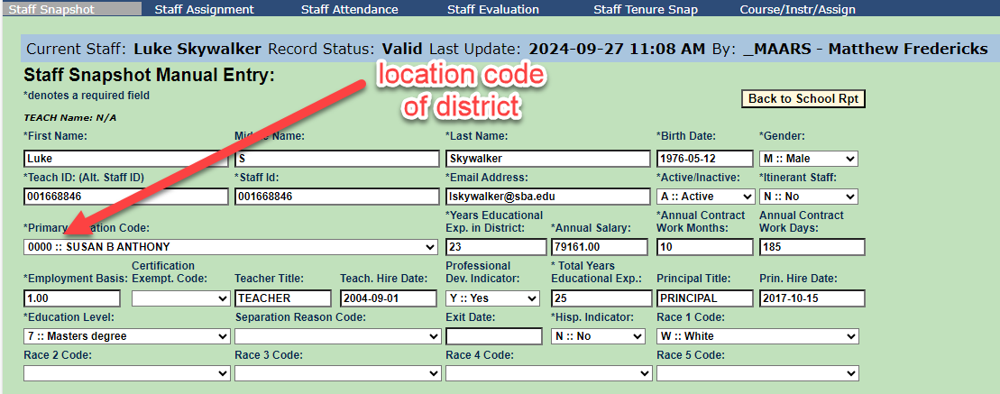 Staff Snapshot Staff Assignment Staff Attendance Staff Evaluation Staff Tenure Snap Course/Instr/Assign
Current Staff: Luke Skywalker Record Status: Valid Last Update: 2024-09-27 11:08 AM By: _MAARS - Matthew Fredericks
Staff Snapshot Manual Entry:
location code
of district
*denotes a required field
Back to School Rpt
TEACH Name: N/A
*First Name: Middle Name: *Last Name: *Birth Date: *Gender:
Luke S Skywalker 1976-05-12 M :: Male
*Teach ID: (Alt. Staff ID) *Staff Id: *Email Address: *Active/Inactive: *Itinerant Staff:
001668846 001668846 lskywalker@sba.edu A :: Active N :: No
*Years Educational *Annual Contract Annual Contract
*Primary Code: Exp. in District: *Annual Salary: Work Months: Work Days:
0000 :: SUSAN B ANTHONY 23 79161.00 10 185
Certification Professional * Total Years
*Employment Basis: Exempt. Code: Teacher Title: Teach. Hire Date: Dev. Indicator: Educational Exp.: Principal Title: Prin. Hire Date:
1.00 TEACHER 2004-09-01 Y :: Yes 25 PRINCIPAL 2017-10-15
*Education Level: Separation Reason Code: Exit Date: *Hisp. Indicator: Race 1 Code:
7 :: Masters degree N :: No W :: White
Race 2 Code: Race 3 Code: Race 4 Code: Race 5 Code: